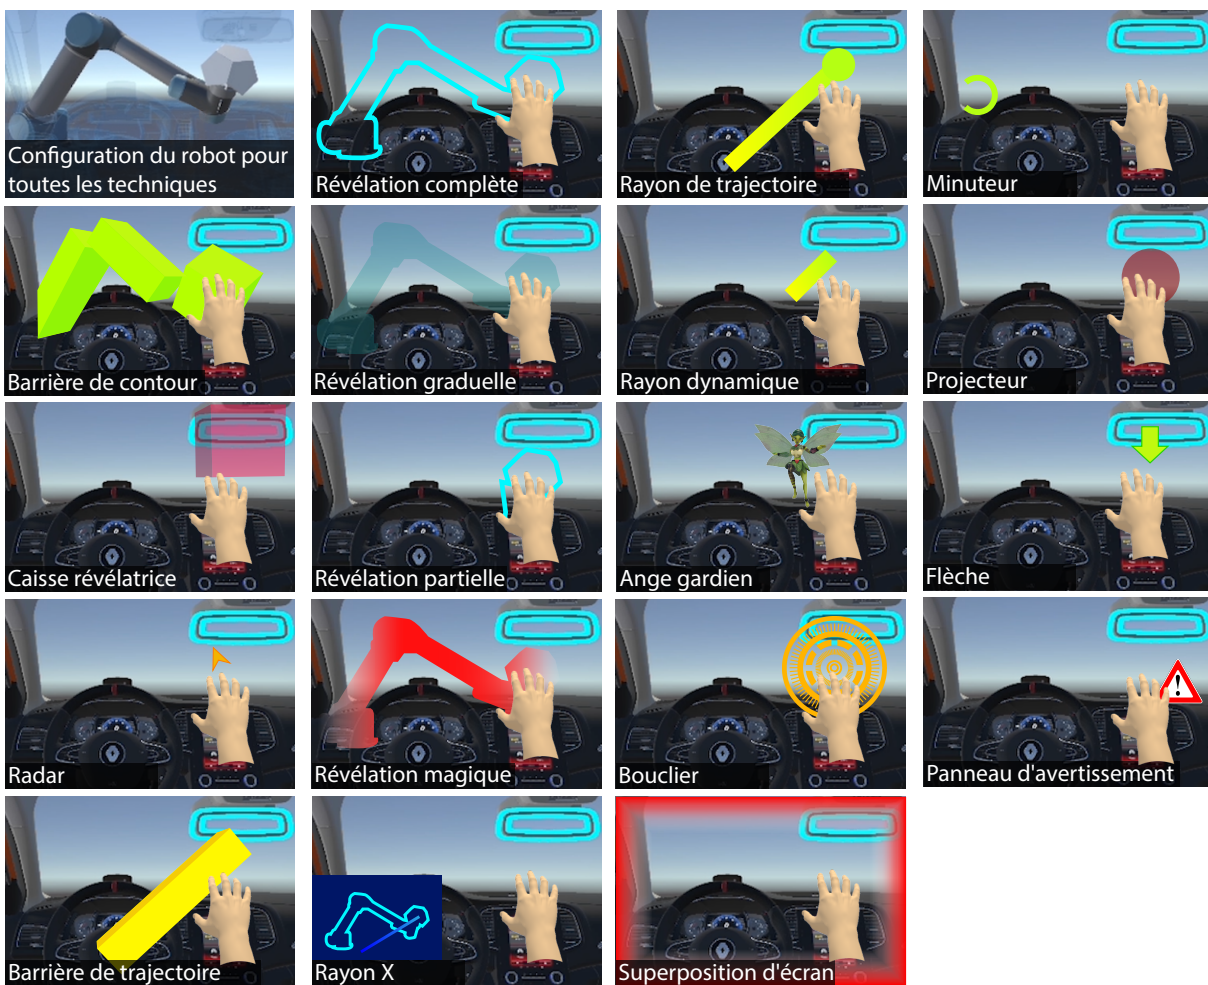 Configuration du robot pour
toutes les techniques
Révélation complète
Rayon de trajectoire
Minuteur
Barrière de contour
Révélation graduelle
Rayon dynamique
Projecteur
Caisse révélatrice
Révélation partielle
Ange gardien
Flèche
Radar
Révélation magique
Bouclier
Panneau d'avertissement
Barrière de trajectoire
Rayon X
Superposition d'écran